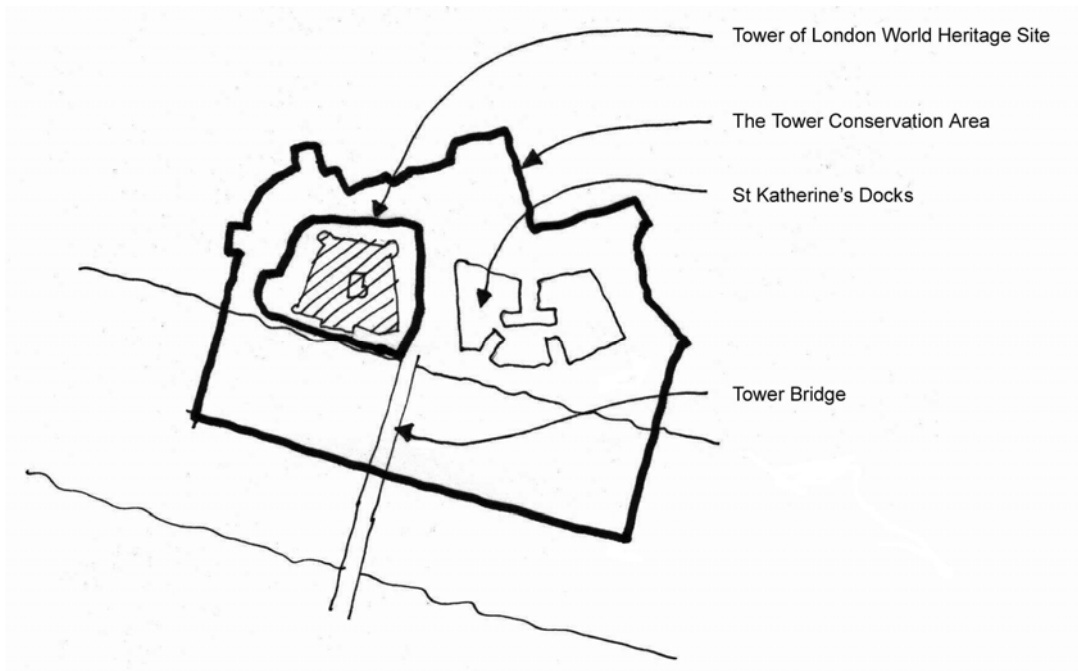 Tower of London World Heritage Site
The Tower Conservation Area
St Katherine's Docks
Tower Bridge